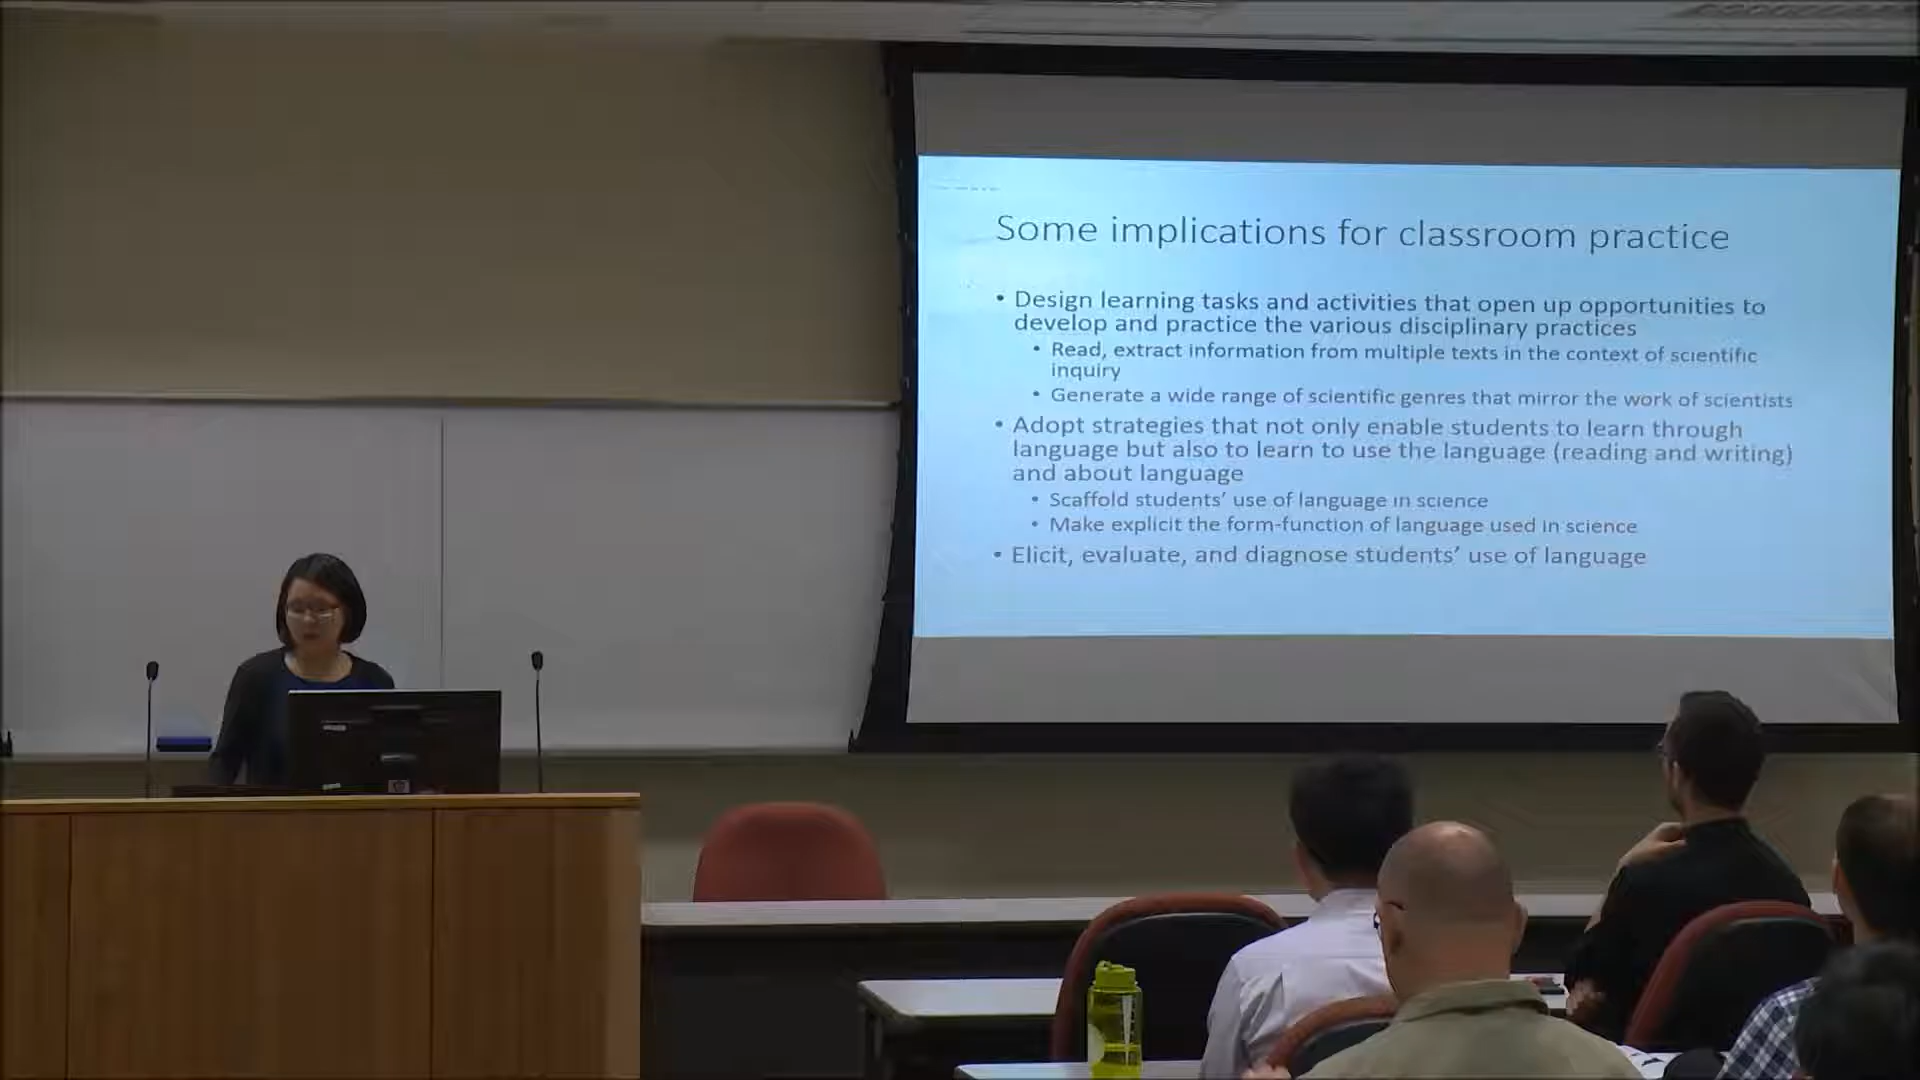 Some implications for classroom practice
• Design learning tasks and activities that open up opportunities to
develop and practice the various disciplinary practices
• Read, extract information from multiple texts in the context of scientific
inquiry
• Generate a wide range of scientific genres that mirror the work of scientists
• Adopt strategies that not only enable students to learn through
language but also to learn to use the language (reading and writing)
and about language
• Scaffold students’ use of language in science
• Make explicit the form-function of language used in science
• Elicit, evaluate, and diagnose students’ use of language